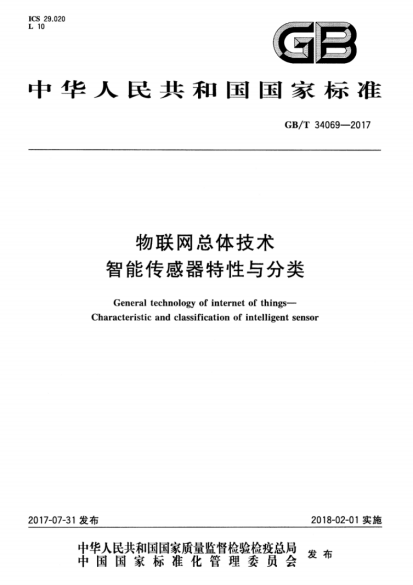 ICS 29.020
L 10
GB
中华人民共和国国家标准
GB/T 34069—2017
物联网总体技术
智能传感器特性与分类
General technology of internet of things—
Characteristic and classification of intelligent sensor
2017-07-31 发布
2018-02-01 实施
中华人民共和国国家质量监督检验检疫总局
中国国家标准化管理委员会
发布